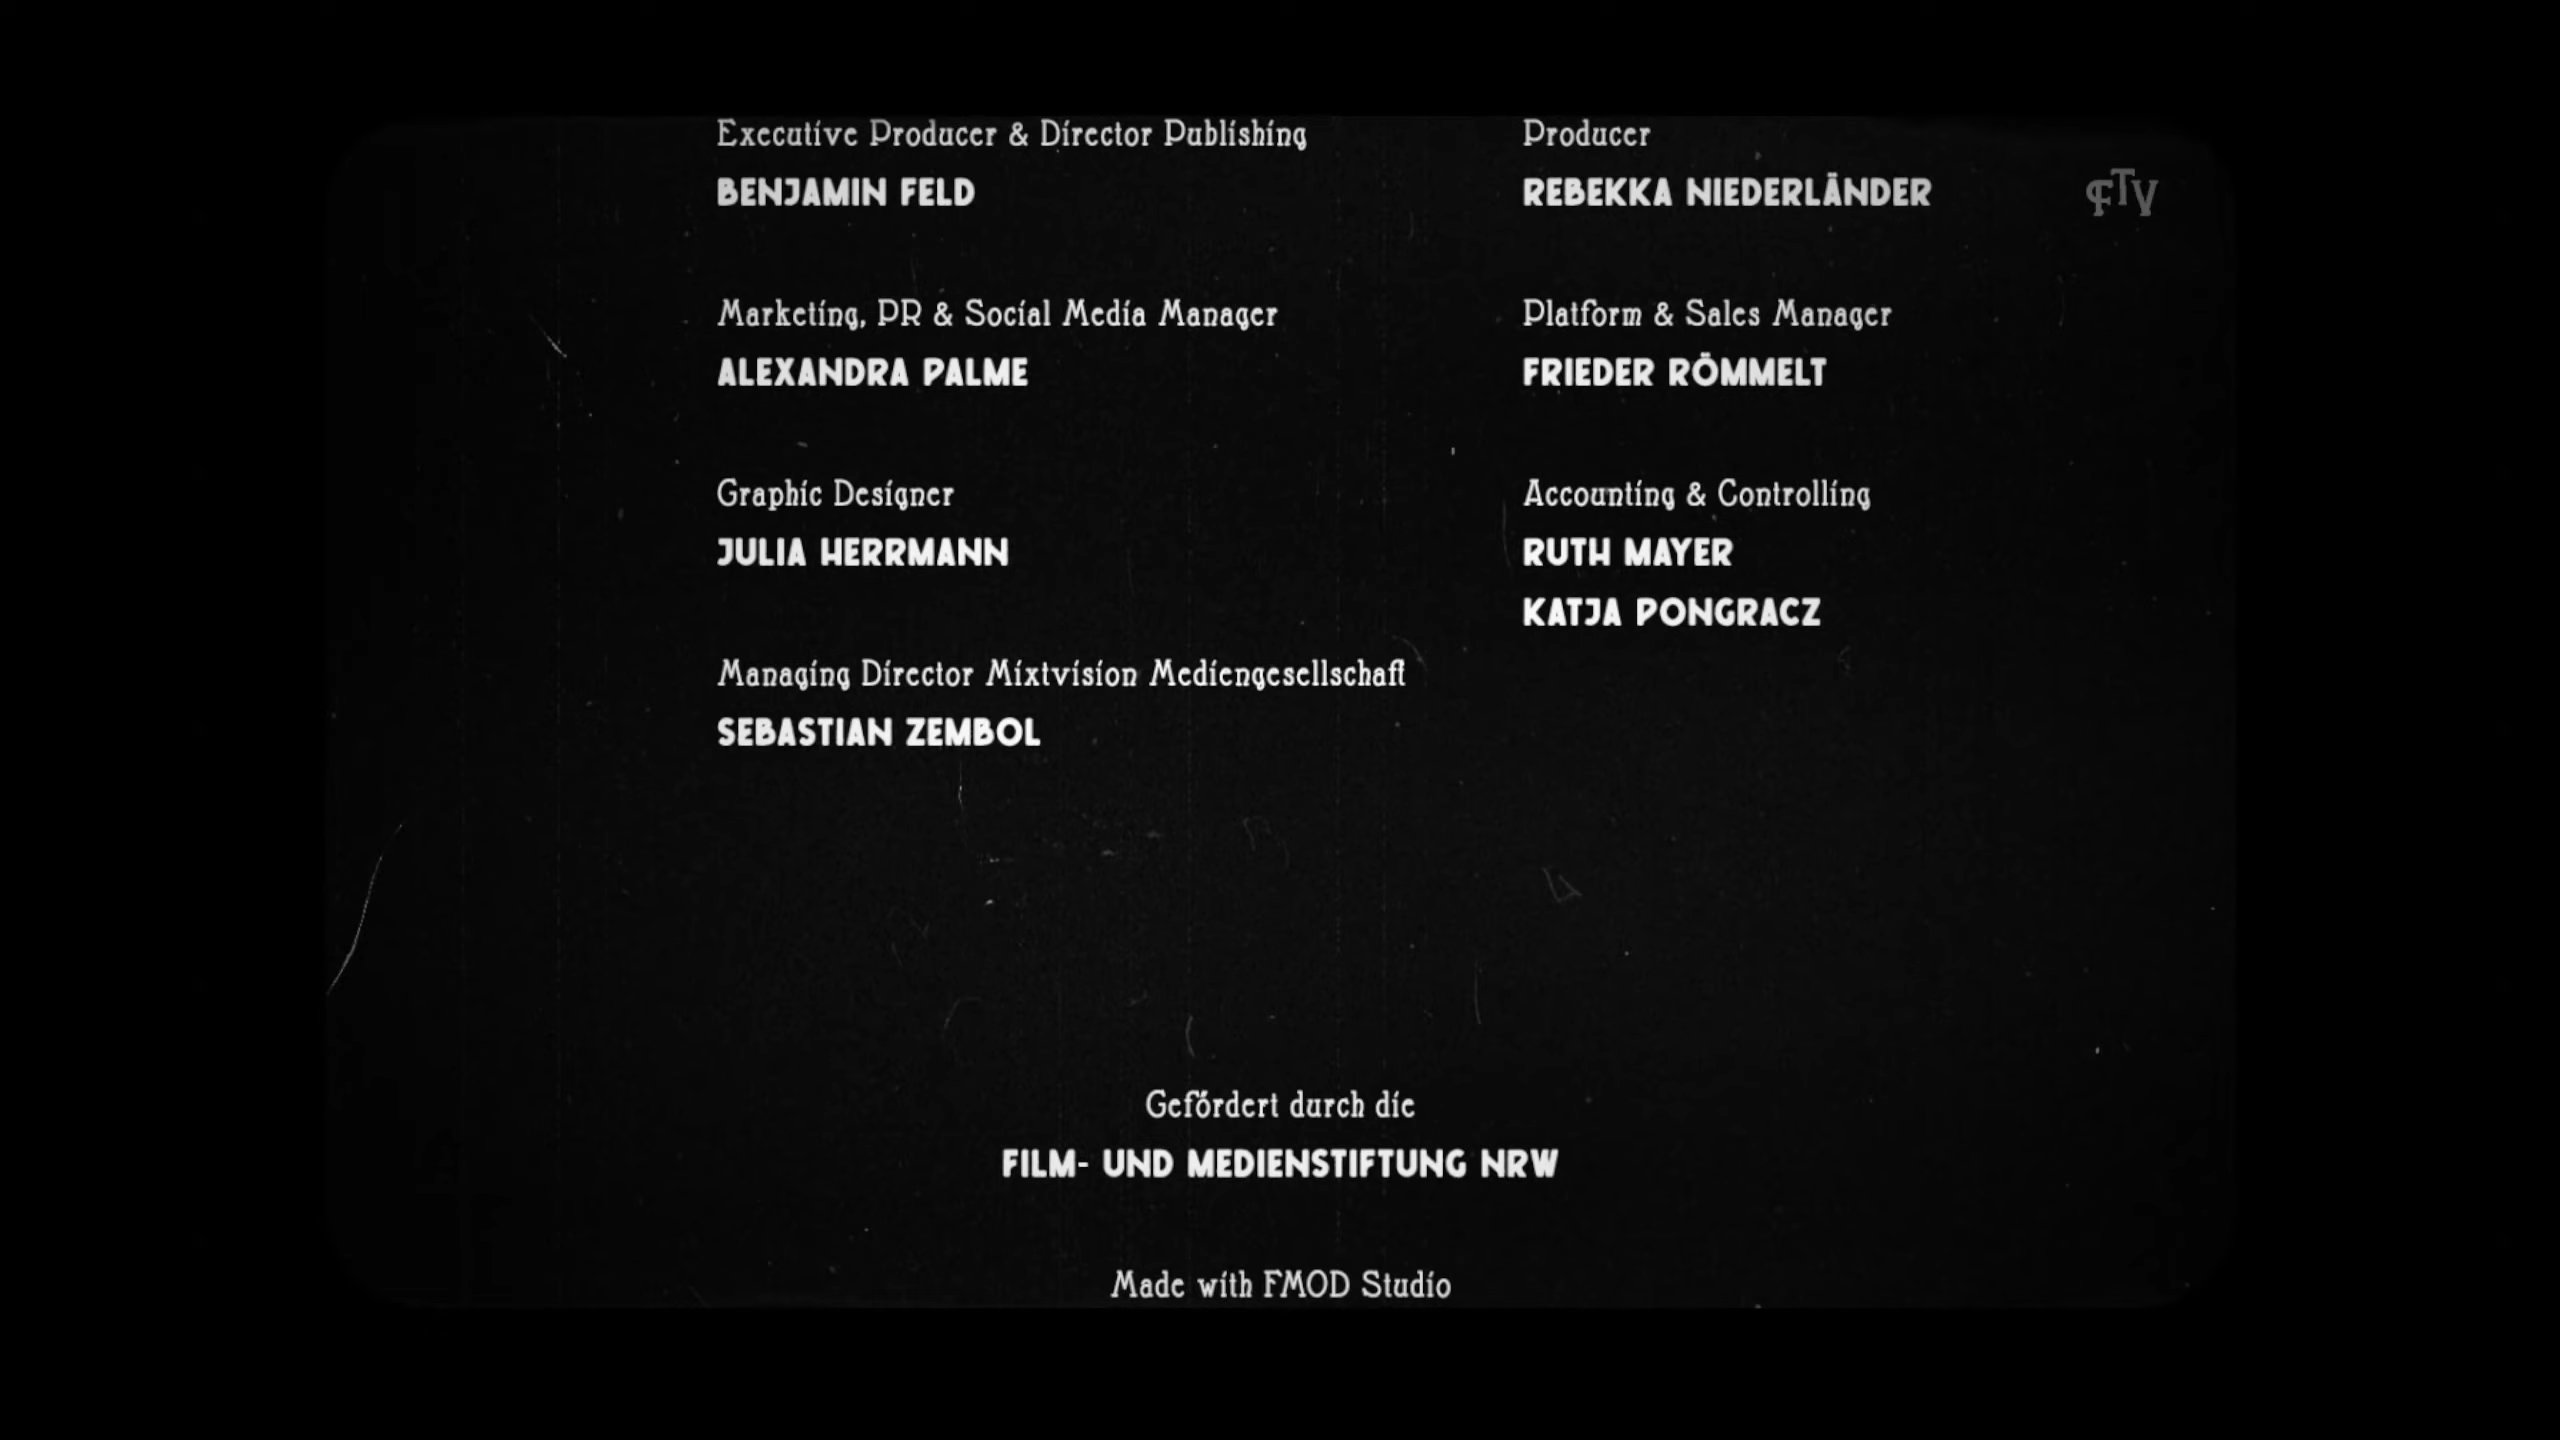 Executive Producer & Director Publishing
BENJAMIN FELD
Producer
REBEKKA NIEDERLÄNDER
FTV
Marketing, PR & Social Media Manager
ALEXANDRA PALME
Platform & Sales Manager
FRIEDER RÖMMELT
Graphic Designer
JULIA HERRMANN
Accounting & Controlling
RUTH MAYER
KATJA PONGRACZ
Managing Director Mixtvision Mediengesellschaft
SEBASTIAN ZEMBOL
Gefördert durch die
FILM- UND MEDIENSTIFTUNG NRW
Made with FMOD Studio